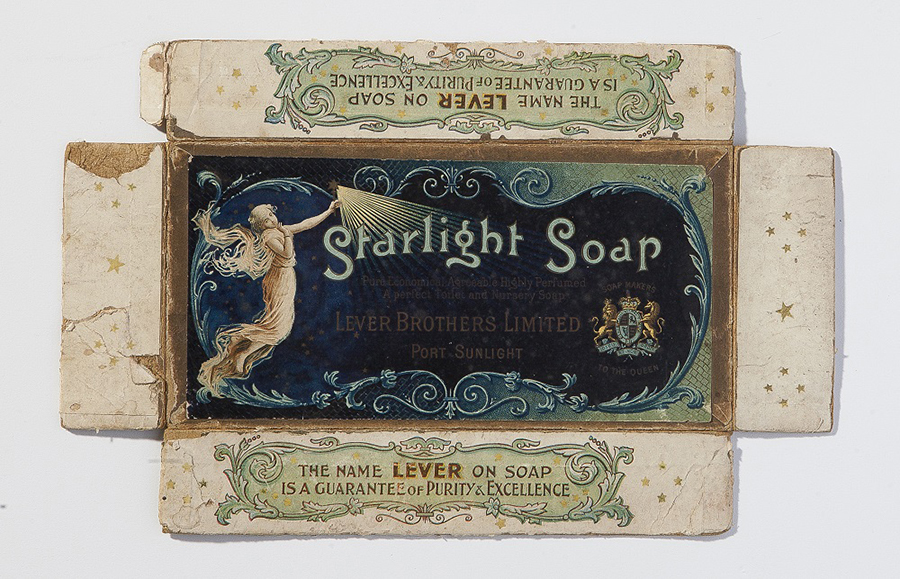 THE NAME LEVER ON SOAP
IS A GUARANTEE OF PURITY & EXCELLENCE
Starlight Soap
Pure, Economical, Agreeable, Highly Perfumed
A perfect Toilet and Nursery Soap
LEVER BROTHERS LIMITED
PORT SUNLIGHT
SOAP MAKERS
TO THE QUEEN
THE NAME LEVER ON SOAP
IS A GUARANTEE OF PURITY & EXCELLENCE